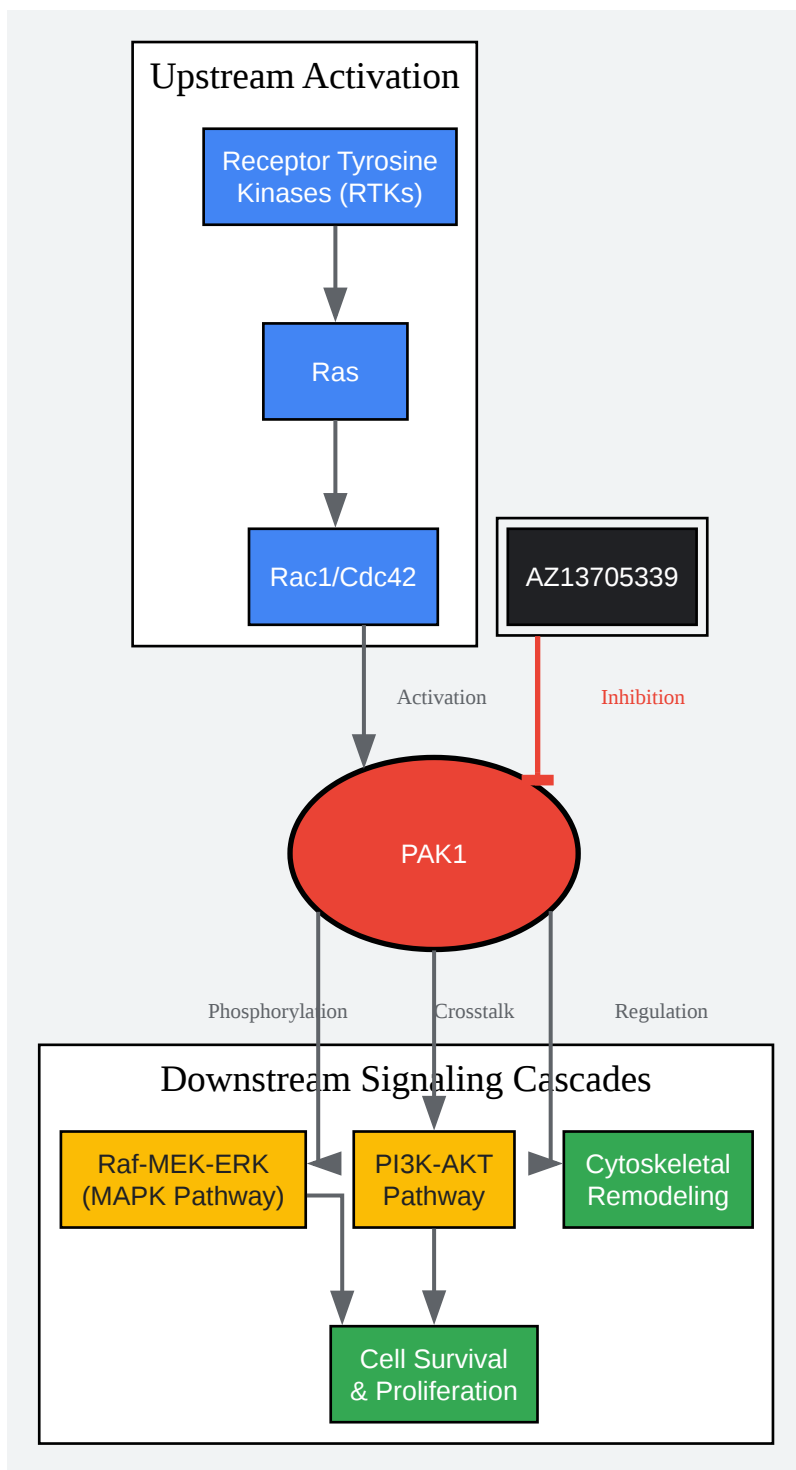 Upstream Activation
Receptor Tyrosine
Kinases (RTKs)
Ras
Rac1/Cdc42
AZ13705339
Activation
Inhibition
PAK1
Phosphorylation
Crosstalk
Regulation
Downstream Signaling Cascades
Raf-MEK-ERK
(MAPK Pathway)
PI3K-AKT
Pathway
Cytoskeletal
Remodeling
Cell Survival
& Proliferation